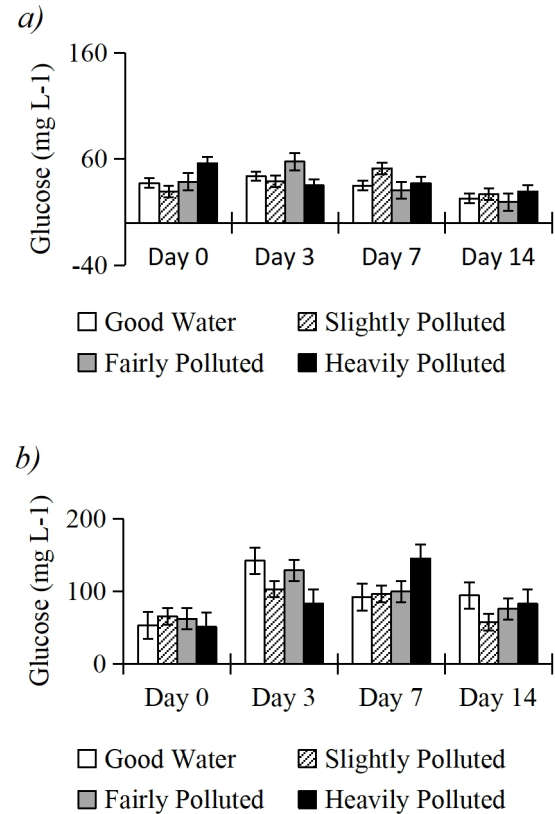 a)
Glucose (mg L-1)
160
60
-40
Day 0 Day 3 Day 7 Day 14
Good Water Slightly Polluted
Fairly Polluted Heavily Polluted
b)
Glucose (mg L-1)
200
100
0
Day 0 Day 3 Day 7 Day 14
Good Water Slightly Polluted
Fairly Polluted Heavily Polluted